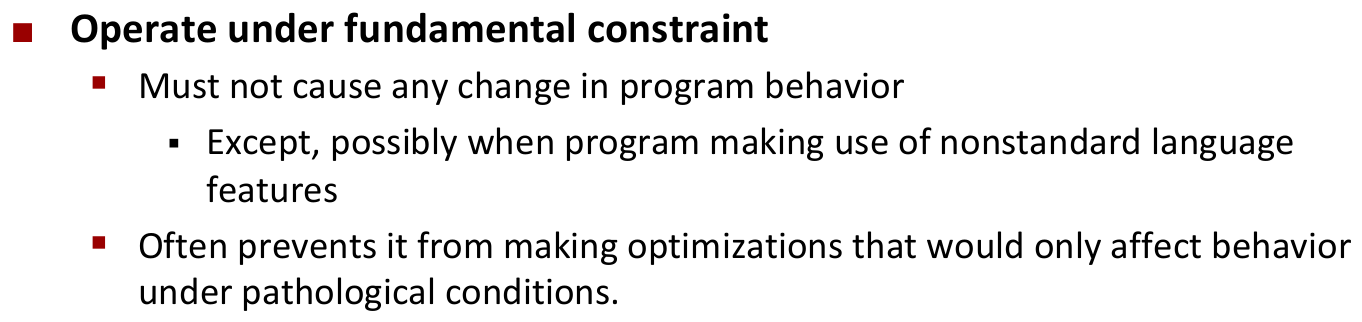 Operate under fundamental constraint
Must not cause any change in program behavior
Except, possibly when program making use of nonstandard language
features
Often prevents it from making optimizations that would only affect behavior
under pathological conditions.